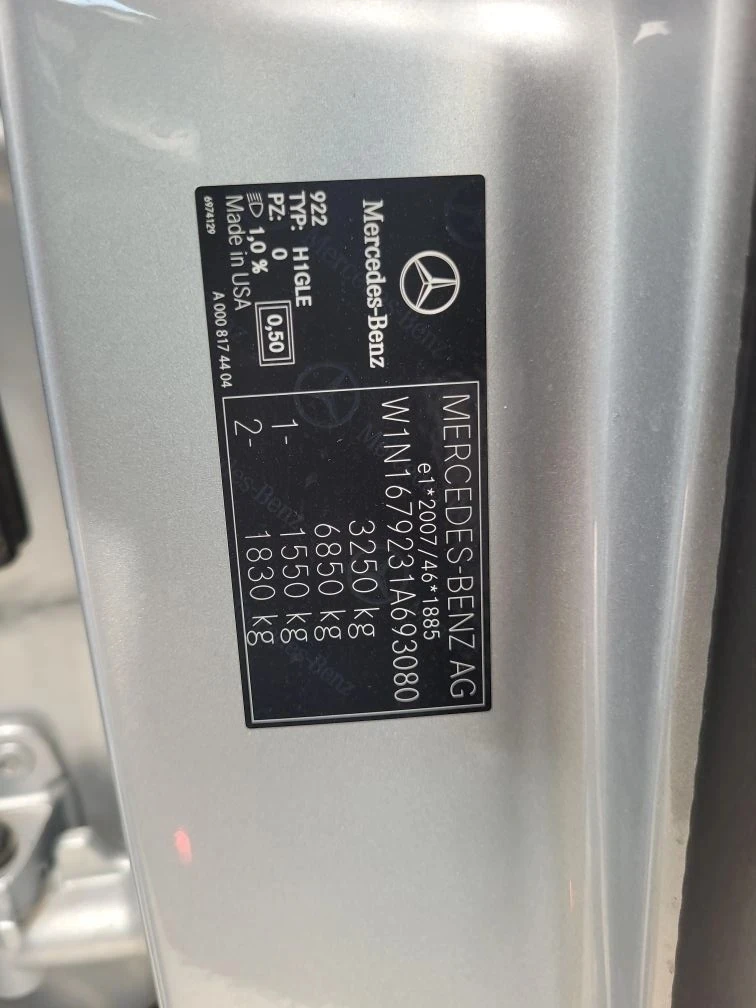 Mercedes-Benz
922
TYP: H1GLE
PZ: 0
1,0 %
0,50
Made in USA
6974129
A 000 817 44 04
MERCEDES-BENZ AG
e1*2007/46*1885
W1N1679231A693080
3250 kg
6850 kg
1- 1550 kg
2- 1830 kg